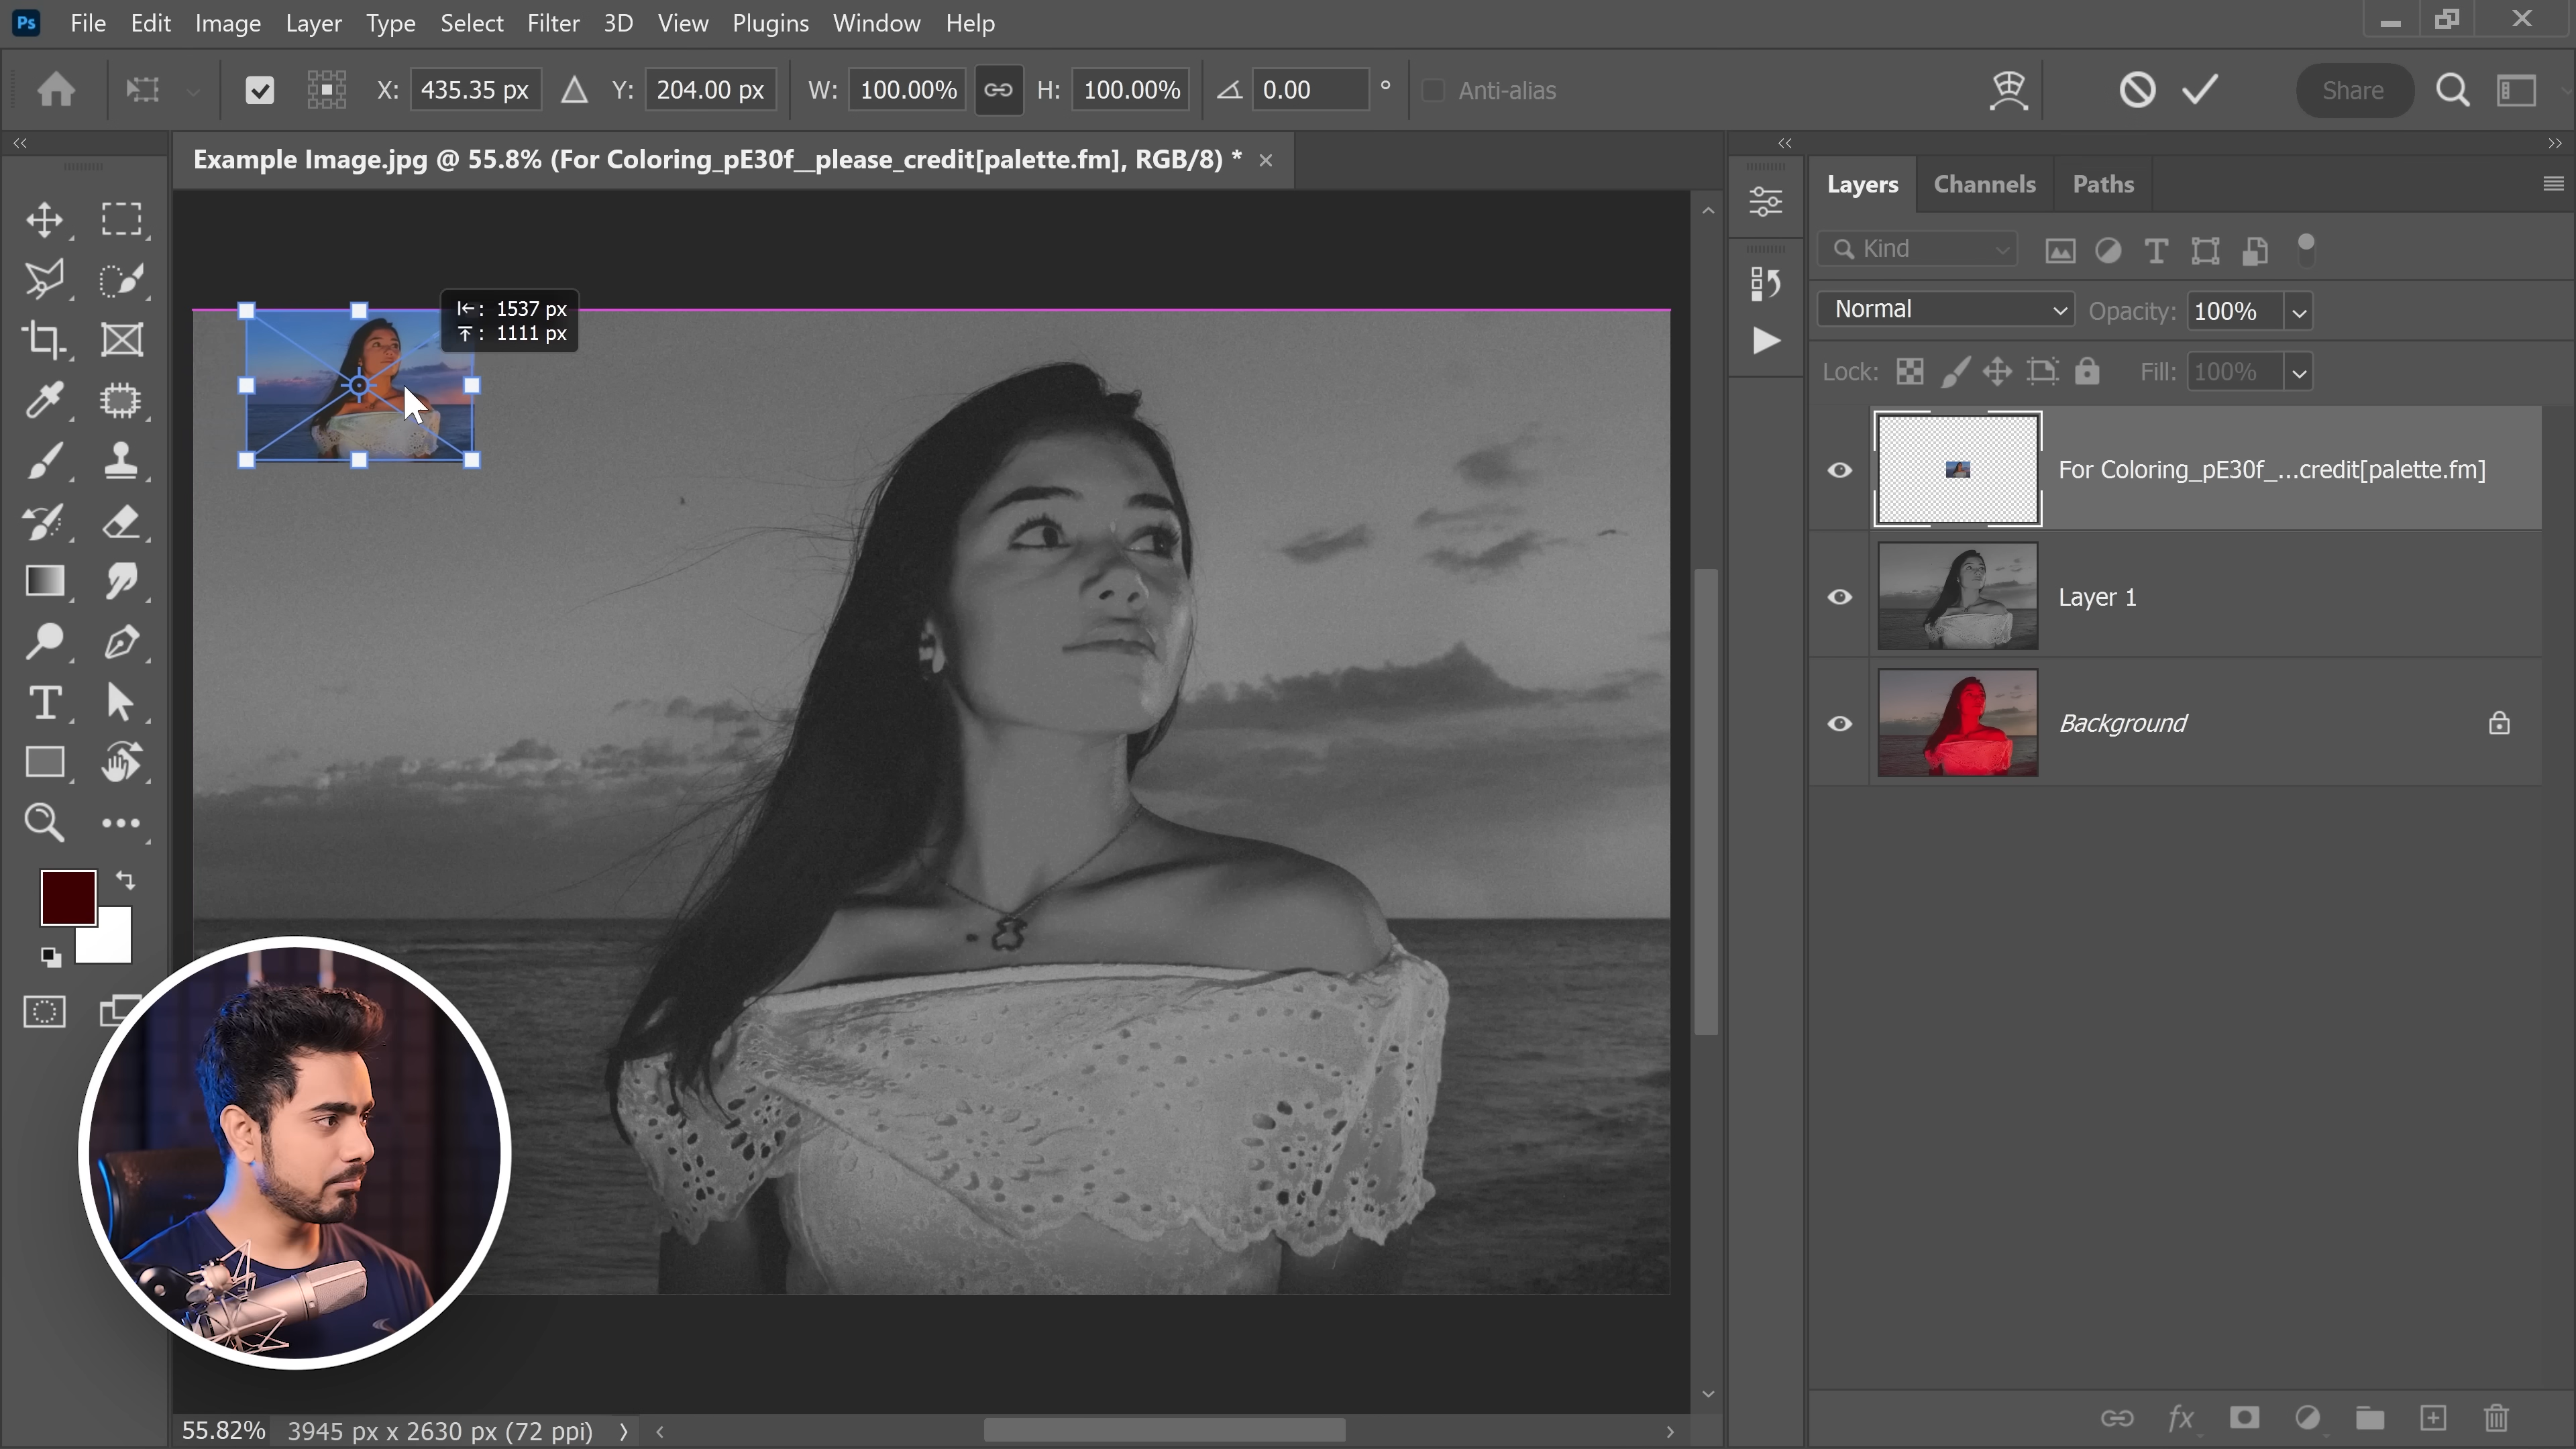 Ps File Edit Image Layer Type Select Filter 3D View Plugins Window Help
X: 435.35 px Y: 204.00 px W: 100.00% H: 100.00% 0.00 ° Anti-alias Share
Example Image.jpg @ 55.8% (For Coloring_pE30f__please_credit[palette.fm], RGB/8) * ×
Layers Channels Paths
Kind
Normal Opacity: 100%
Lock: Fill: 100%
: 1537 px
: 1111 px
For Coloring_pE30f_...credit[palette.fm]
Layer 1
Background
fx
55.82% 3945 px x 2630 px (72 ppi)